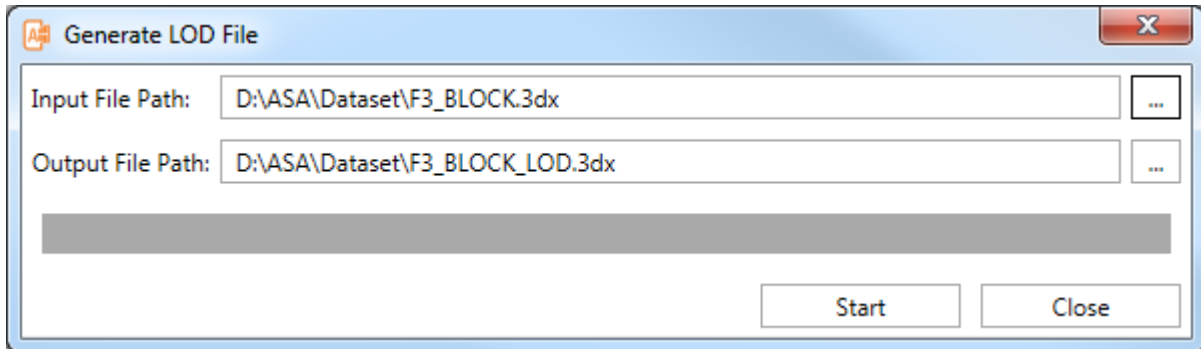 Generate LOD File
Input File Path: D:\ASA\Dataset\F3_BLOCK.3dx ...
Output File Path: D:\ASA\Dataset\F3_BLOCK_LOD.3dx ...
Start Close